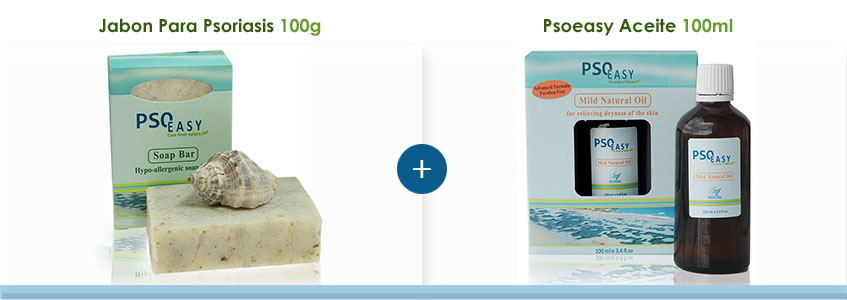 Jabon Para Psoriasis 100g
Psoeasy Aceite 100ml
PSO EASY
Cure from nature
Soap Bar
Hypo-allergenic soap
PSO EASY
Advanced Formula
Paraben Free
Mild Natural Oil
for relieving dryness of the skin
PSO EASY
Mild Natural Oil
100 ml e 3.4 fl.oz
PSO EASY
Mild Natural Oil
100 ml e 3.4 fl oz